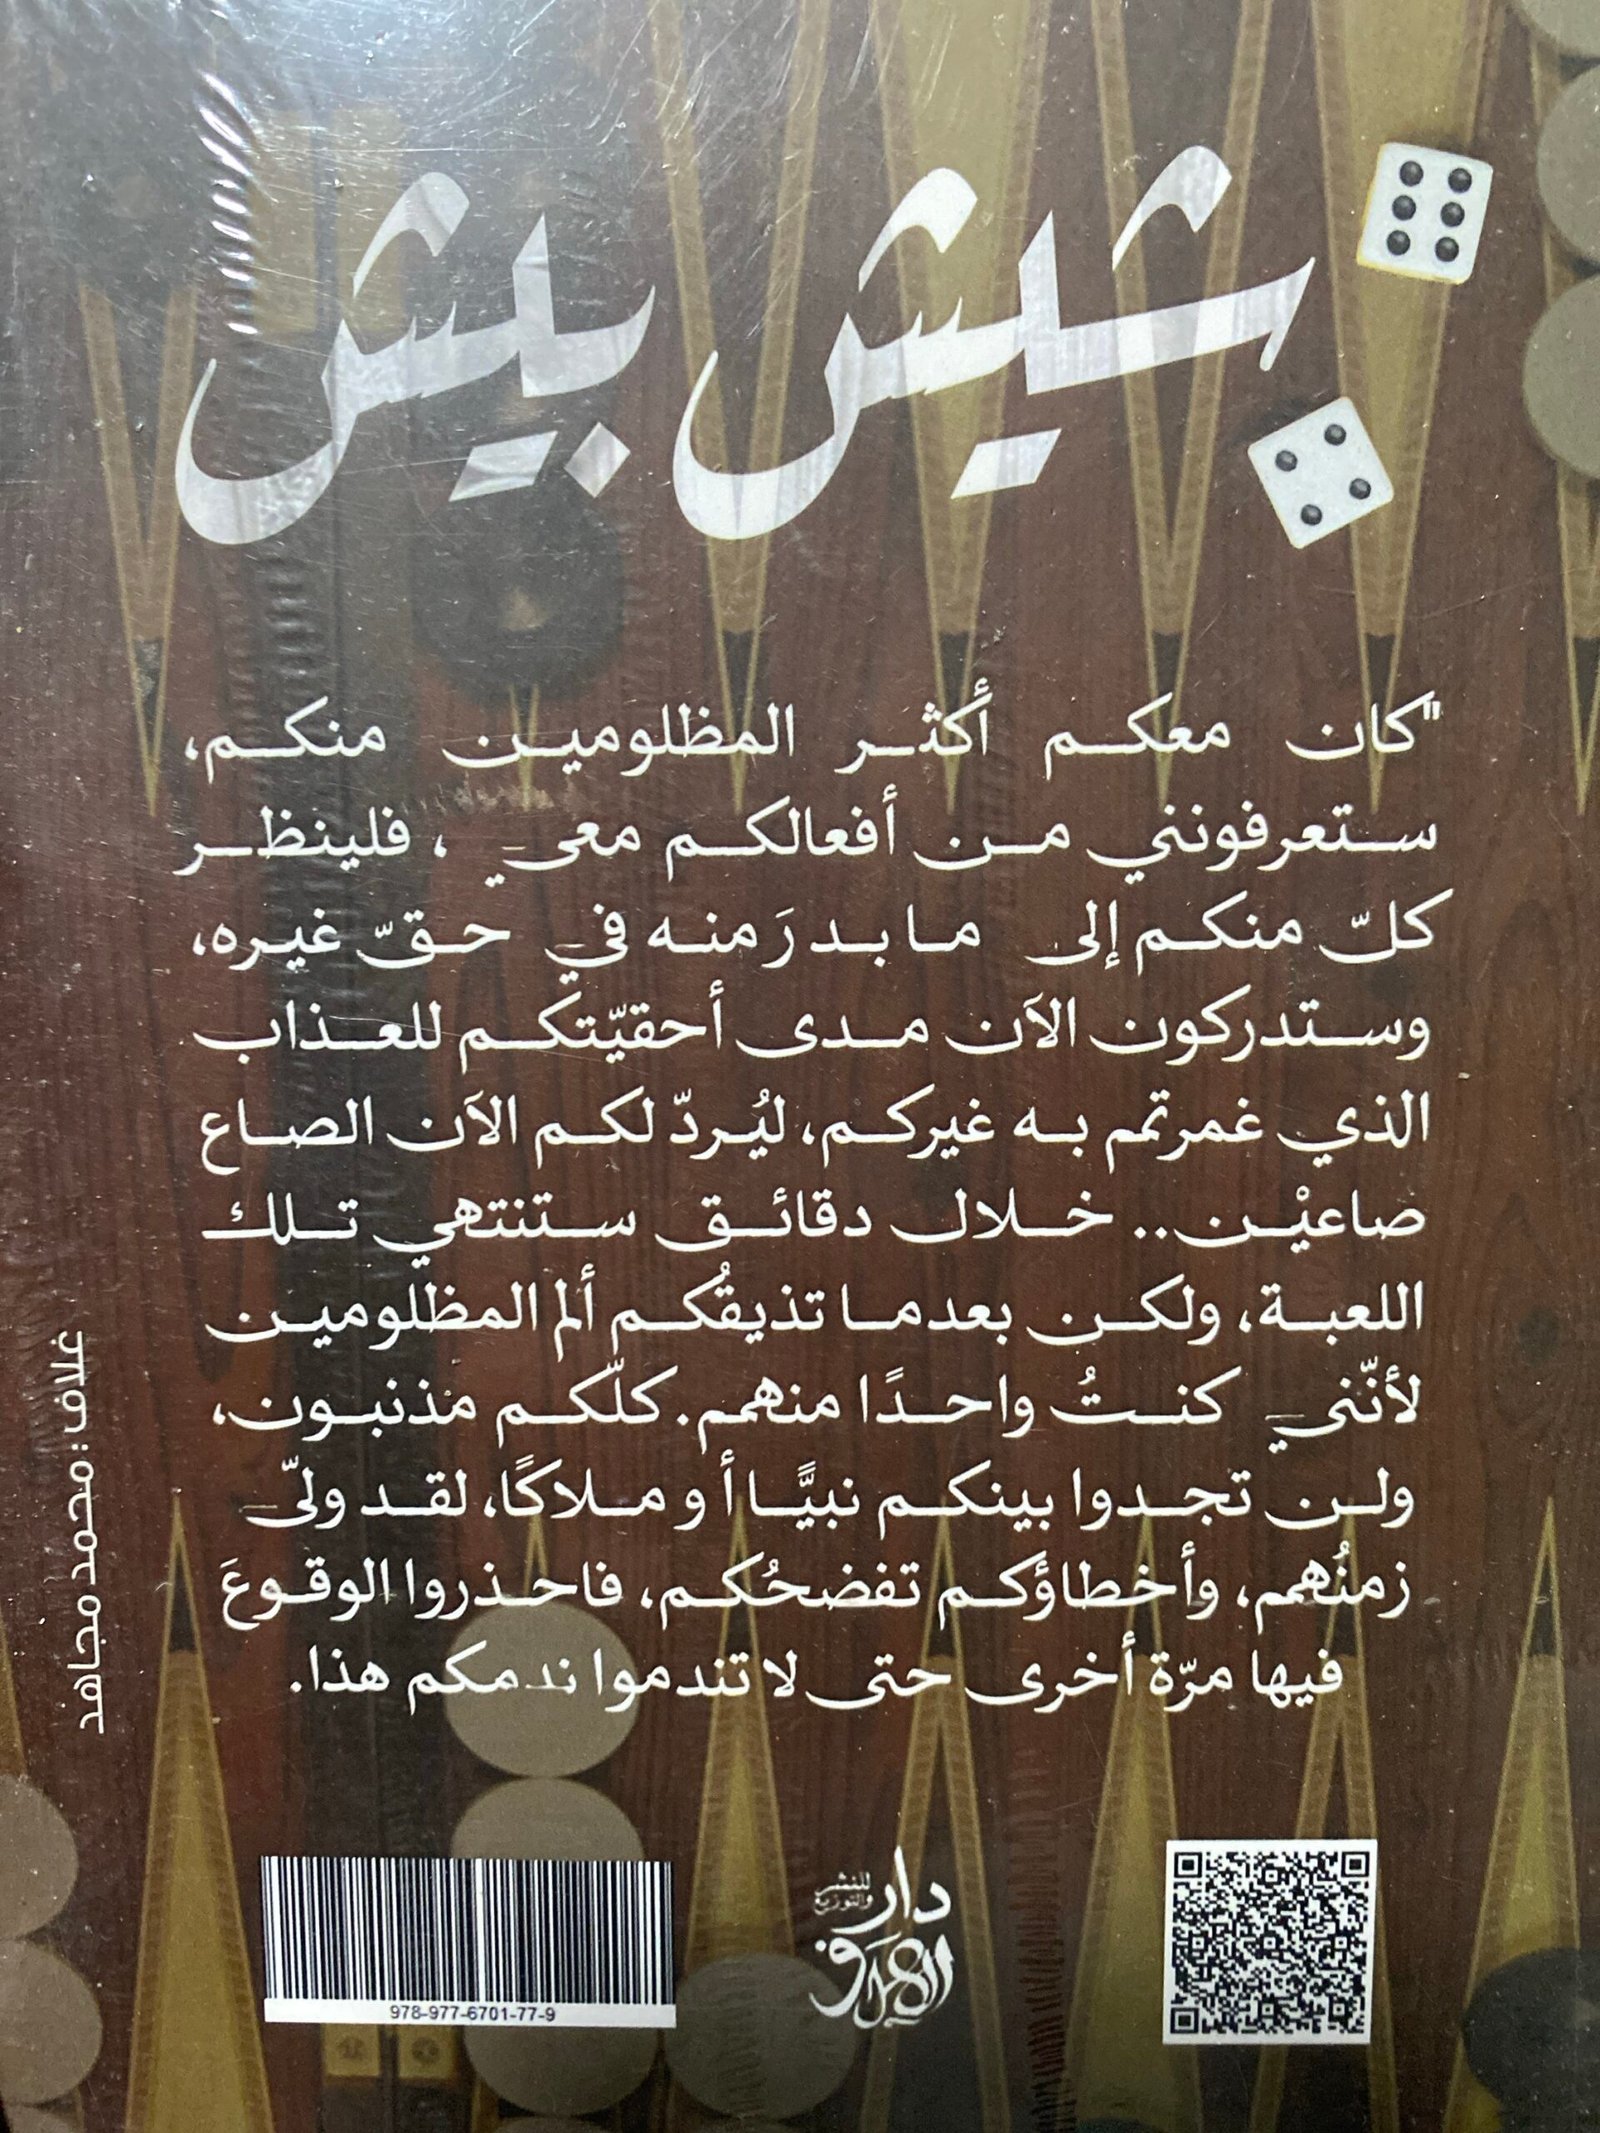 شيش بيش
"كان معكم أكثر المظلومين منكم،
ستعرفونني من أفعالكم معي ، فلينظر
كلّ منكم إلى ما بدرَ منه في حقّ غيره،
وستدركون الآن مدى أحقيّتكم للعذاب
الذي غمرتم به غيركم، ليُردّ لكم الآن الصاع
صاعيْن.. خلال دقائق ستنتهي تلك
اللعبة، ولكن بعدما تذيقُكم ألم المظلومين
لأنّني كنتُ واحدًا منهم. كلّكم مذنبون،
ولن تجدوا بينكم نبيًّا أو ملاكًا، لقد ولّى
زمنُهم، وأخطاؤكم تفضحُكم، فاحذروا الوقوعَ
فيها مرّة أخرى حتى لا تندموا ندمكم هذا.
غلاف: محمد مجاهد
دار
للنشر
والتوزيع
978-977-6701-77-9